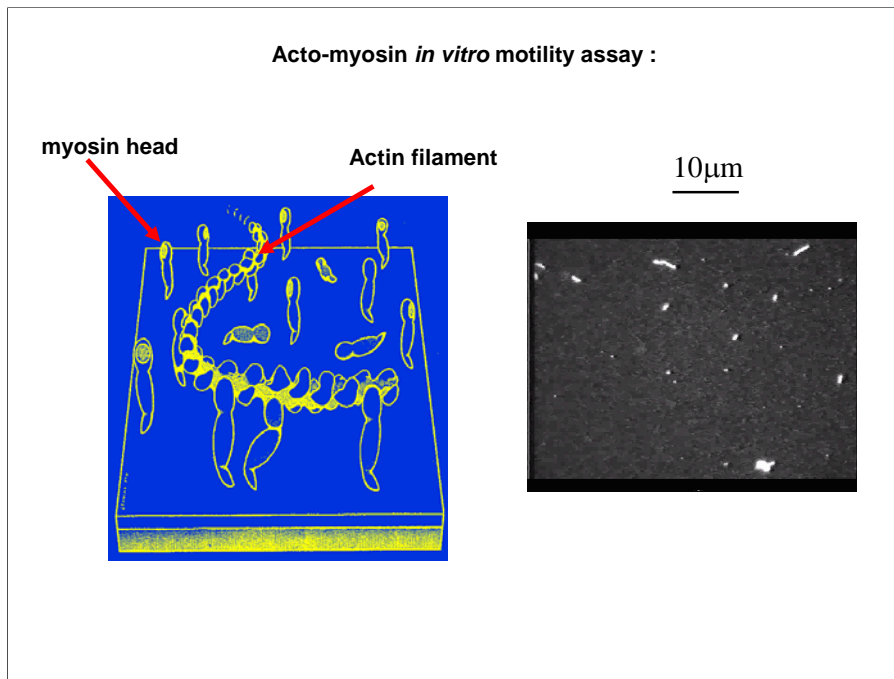 Acto-myosin in vitro motility assay :
myosin head
Actin filament
10μm